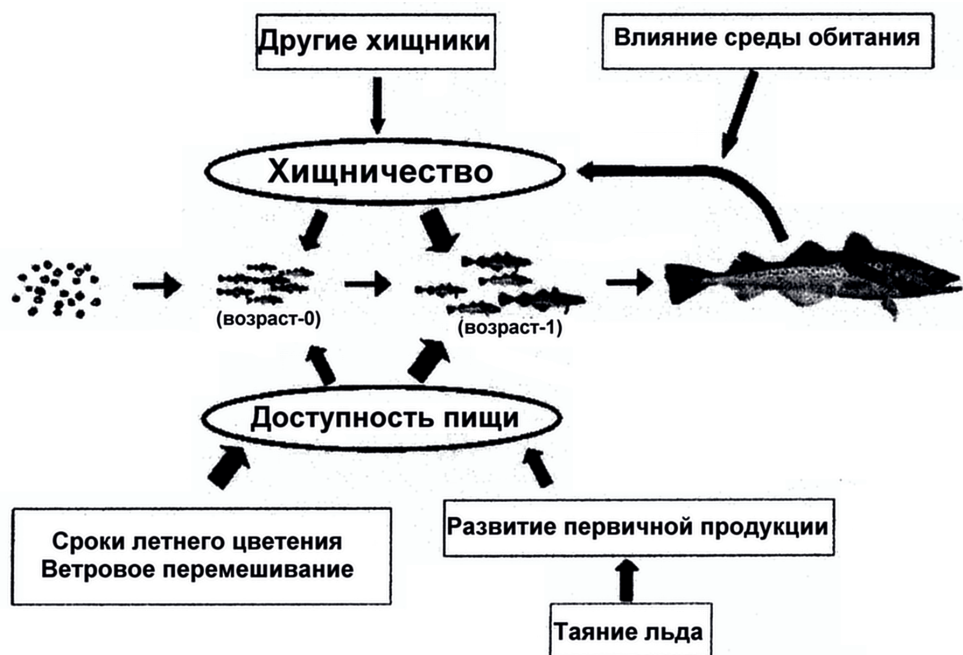 Другие хищники
Влияние среды обитания
Хищничество
(возраст-0)
(возраст-1)
Доступность пищи
Сроки летнего цветения
Ветровое перемешивание
Развитие первичной продукции
Таяние льда